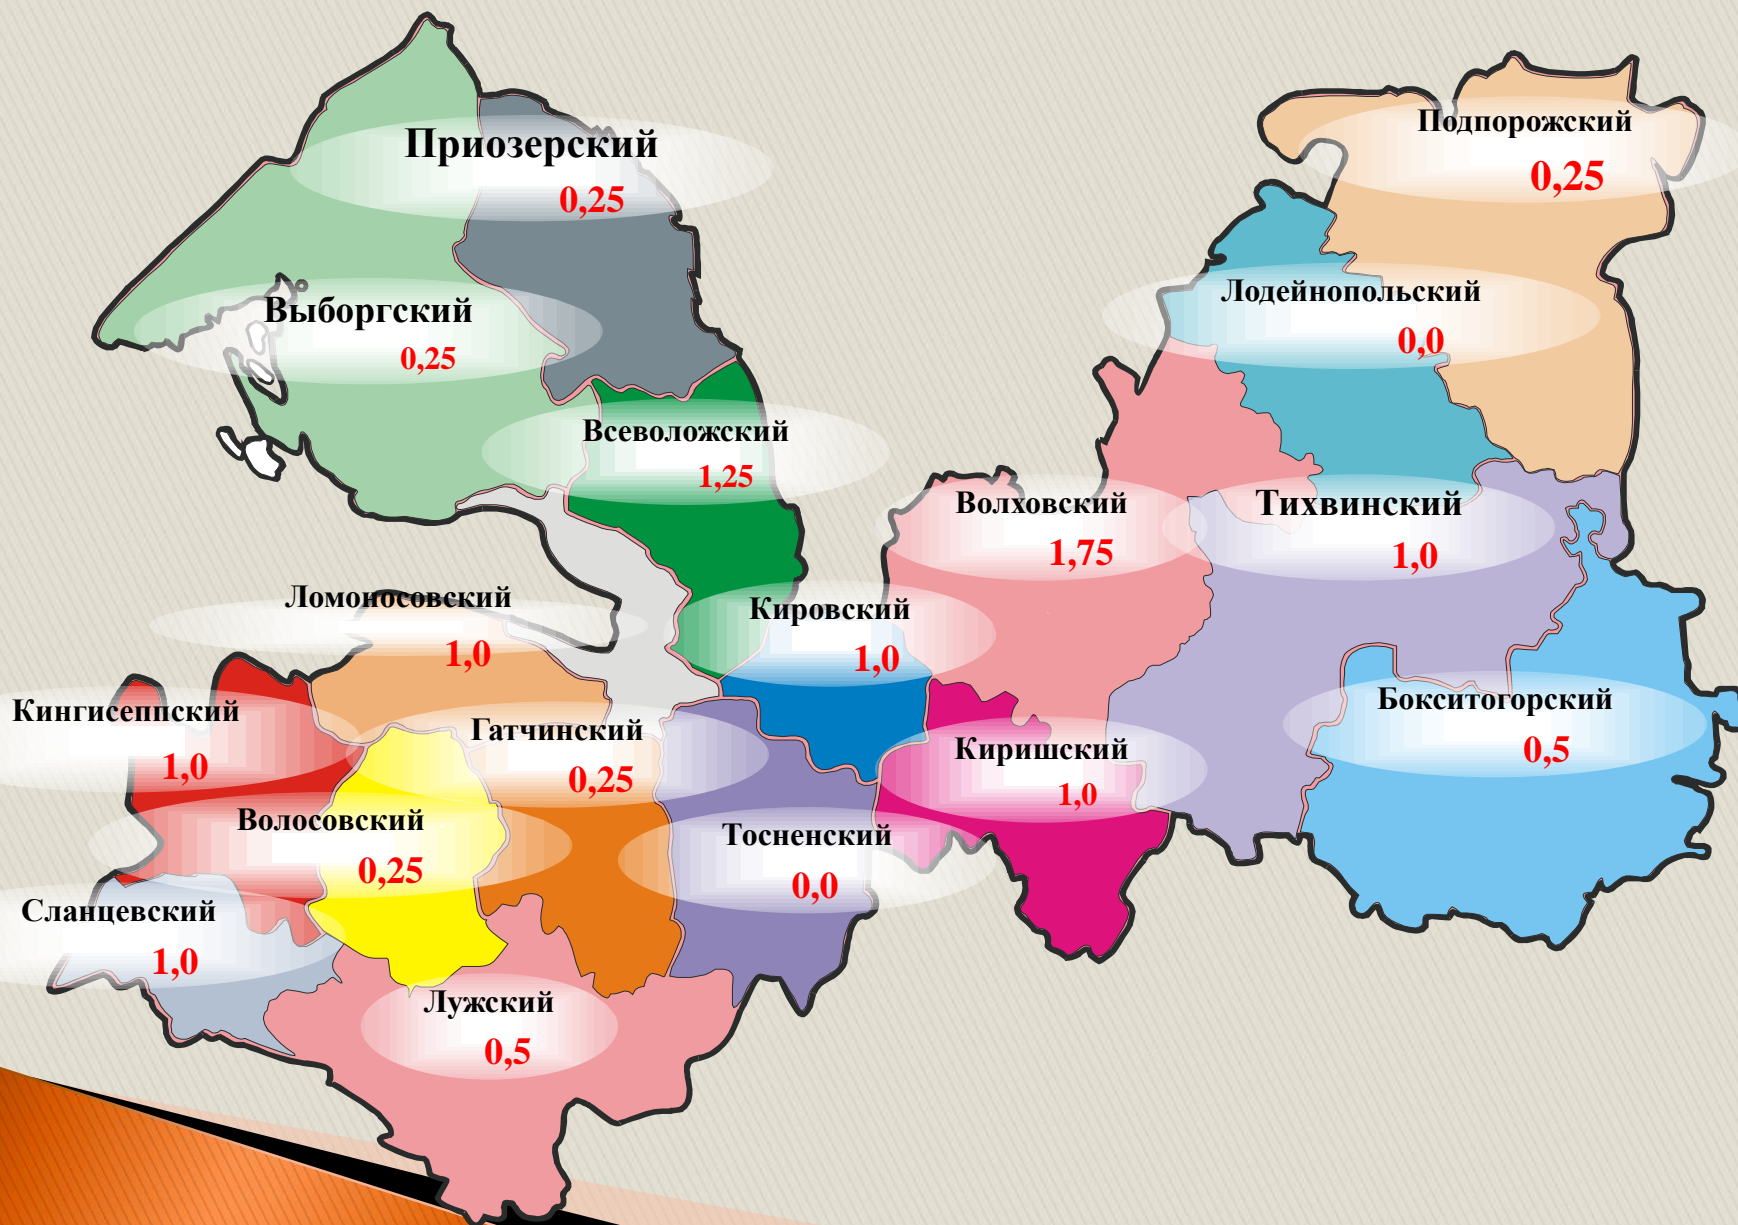 Приозерский
0,25
Подпорожский
0,25
Выборгский
0,25
Лодейнопольский
0,0
Всеволожский
1,25
Волховский
1,75
Тихвинский
1,0
Ломоносовский
1,0
Кировский
1,0
Кингисеппский
1,0
Гатчинский
0,25
Киришский
1,0
Бокситогорский
0,5
Волосовский
0,25
Тосненский
0,0
Сланцевский
1,0
Лужский
0,5